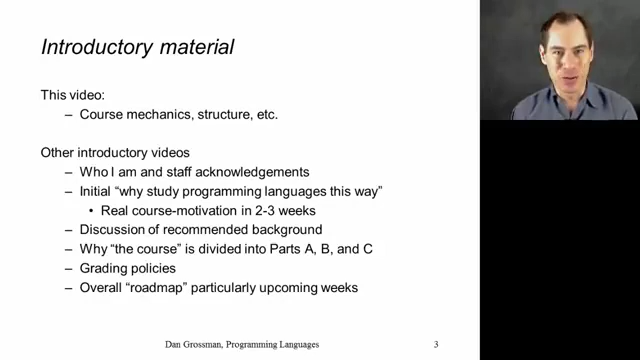 Introductory material
This video:
– Course mechanics, structure, etc.
Other introductory videos
– Who I am and staff acknowledgements
– Initial “why study programming languages this way”
• Real course-motivation in 2-3 weeks
– Discussion of recommended background
– Why “the course” is divided into Parts A, B, and C
– Grading policies
– Overall “roadmap” particularly upcoming weeks
Dan Grossman, Programming Languages
3